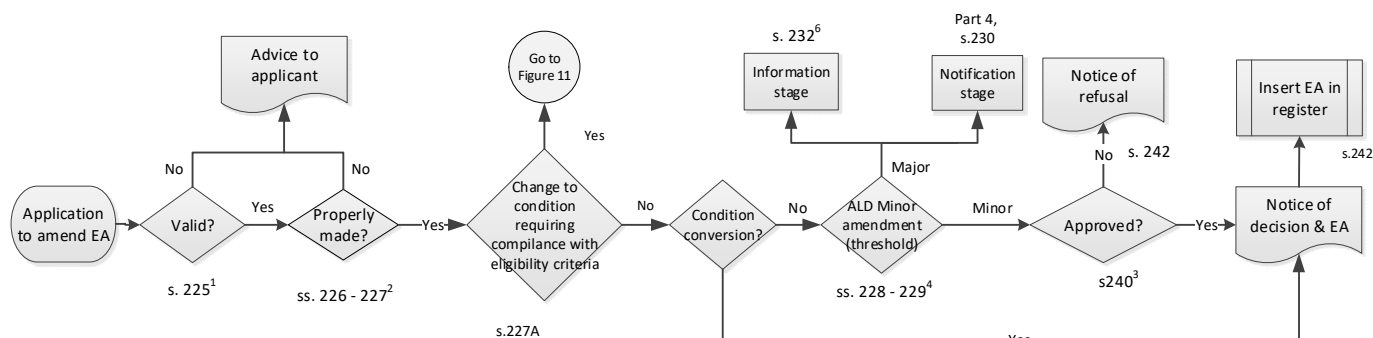 Part 4,
s.230
s. 232⁶
Advice to
applicant
Go to
Figure 11
Information
stage
Notification
stage
Notice of
refusal
Insert EA in
register
Yes
s. 242
s.242
No
No
Major
No
Application
to amend EA
Valid?
Yes
Properly
made?
Yes
Change to
condition
requiring
compliance with
eligibility criteria
No
Condition
conversion?
No
ALD Minor
amendment
(threshold)
Minor
Approved?
Yes
Notice of
decision & EA
s. 225¹
ss. 226 - 227²
s.227A
ss. 228 - 229⁴
s240³
Yes